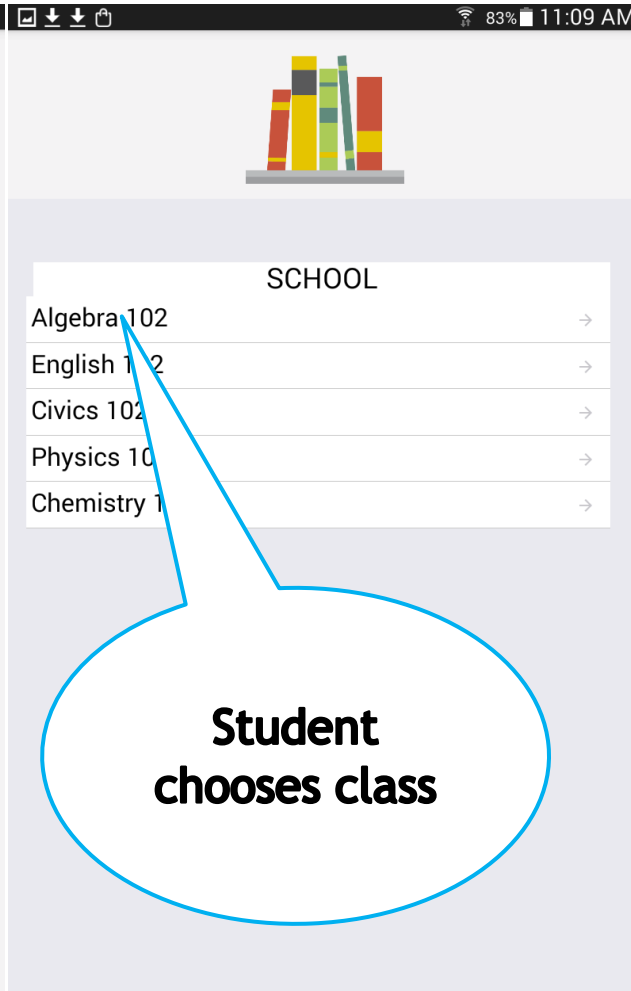 83% 11:09 AM
SCHOOL
Algebra 102
English
Civics 102
Physics
Chemistry
Student
chooses class